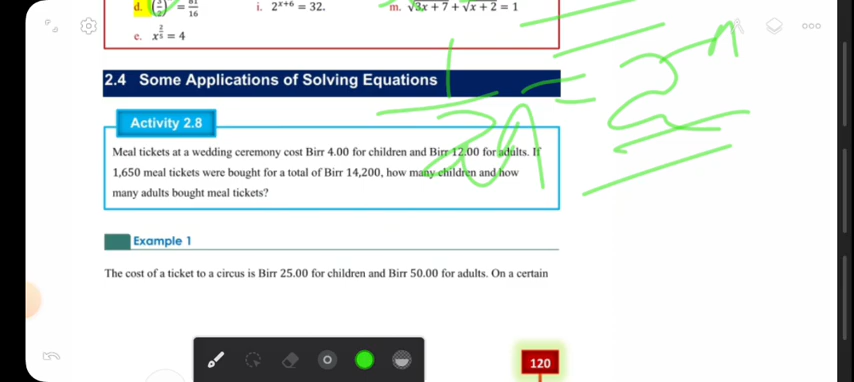 d. (3/2) = 81/16 i. 2ˣ⁺⁶ = 32. m. √3x + 7 + √x + 2 = 1
e. x^(2/3) = 4
2.4 Some Applications of Solving Equations
Activity 2.8
Meal tickets at a wedding ceremony cost Birr 4.00 for children and Birr 12.00 for adults. If
1,650 meal tickets were bought for a total of Birr 14,200, how many children and how
many adults bought meal tickets?
Example 1
The cost of a ticket to a circus is Birr 25.00 for children and Birr 50.00 for adults. On a certain
120